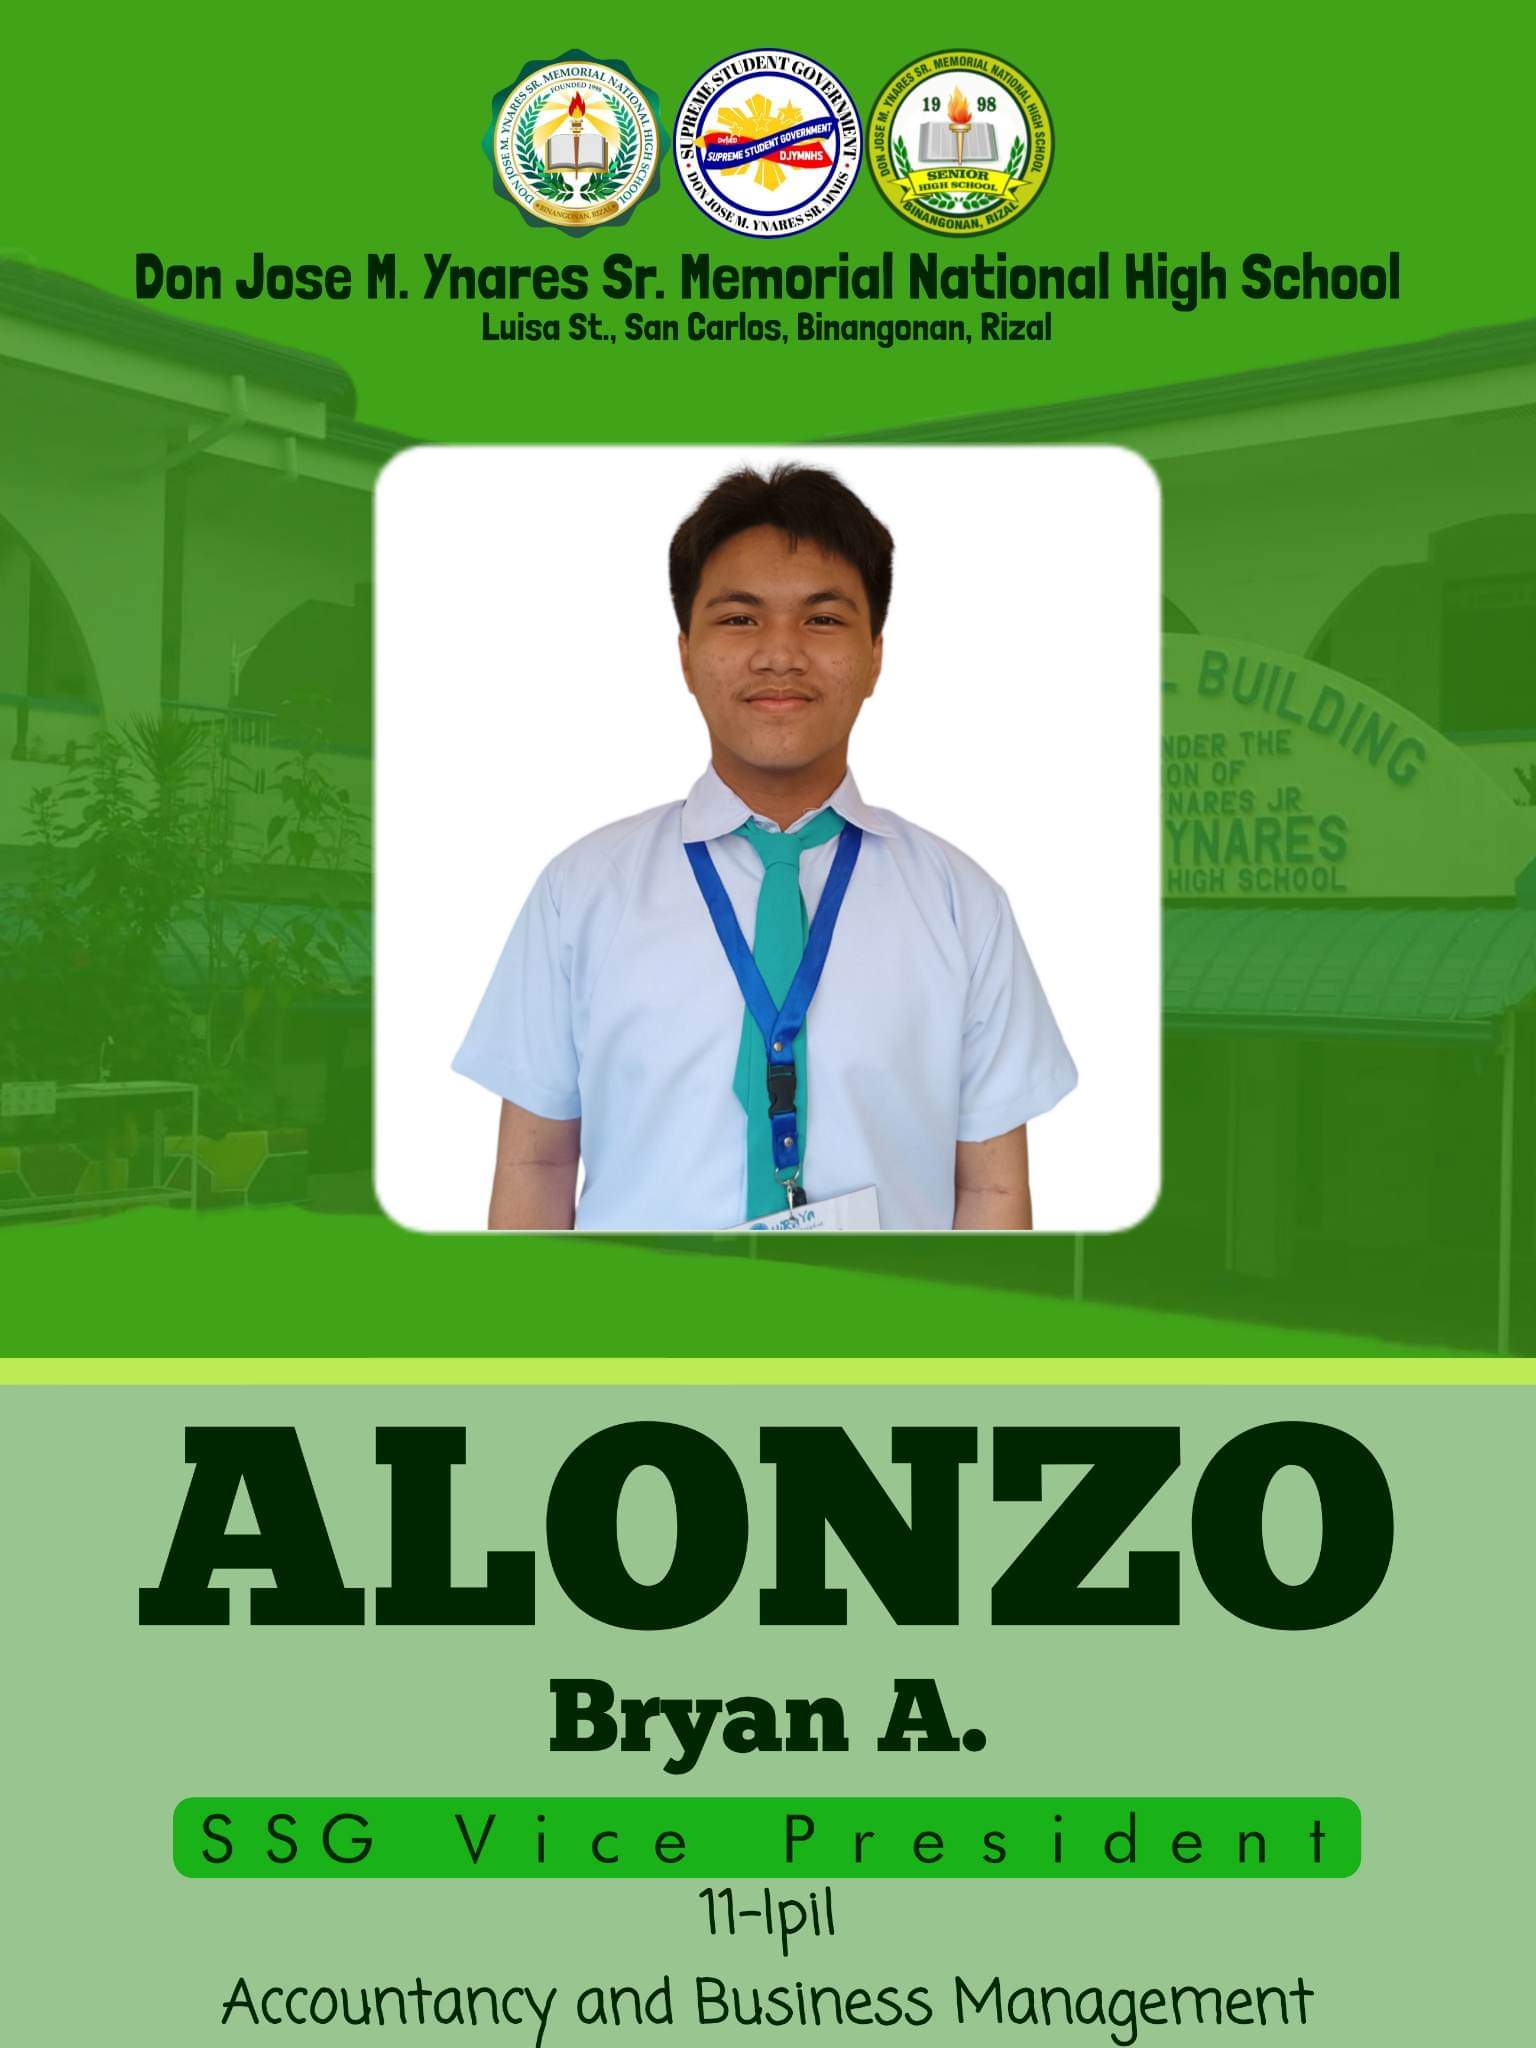 DON JOSE M. YNARES SR. MEMORIAL NATIONAL HIGH SCHOOL
FOUNDED 1998
BINANGONAN, RIZAL
SUPREME STUDENT GOVERNMENT
DepED
SUPREME STUDENT GOVERNMENT
DJYMNHS
DON JOSE M. YNARES SR. MNHS
DON JOSE M. YNARES SR. MEMORIAL NATIONAL HIGH SCHOOL
19 98
SENIOR
HIGH SCHOOL
BINANGONAN, RIZAL
Don Jose M. Ynares Sr. Memorial National High School
Luisa St., San Carlos, Binangonan, Rizal
BUILDING
NDER THE
ON OF
NARES JR
YNARES
HIGH SCHOOL
HIRAYA
ALONZO
Bryan A.
SSG Vice President
11-Ipil
Accountancy and Business Management